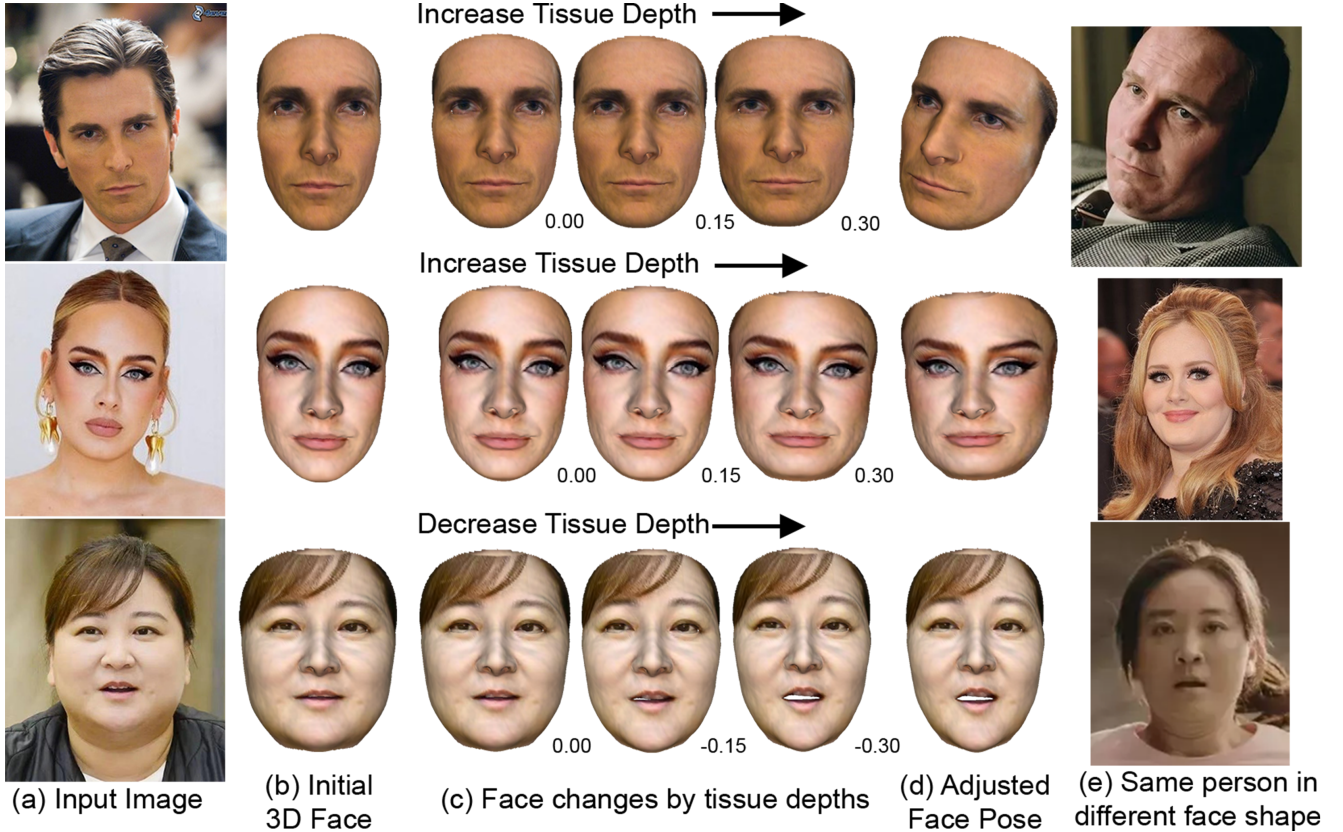 Increase Tissue Depth
0.00 0.15 0.30
Increase Tissue Depth
0.00 0.15 0.30
Decrease Tissue Depth
0.00 -0.15 -0.30
(a) Input Image
(b) Initial
3D Face
(c) Face changes by tissue depths
(d) Adjusted
Face Pose
(e) Same person in
different face shape